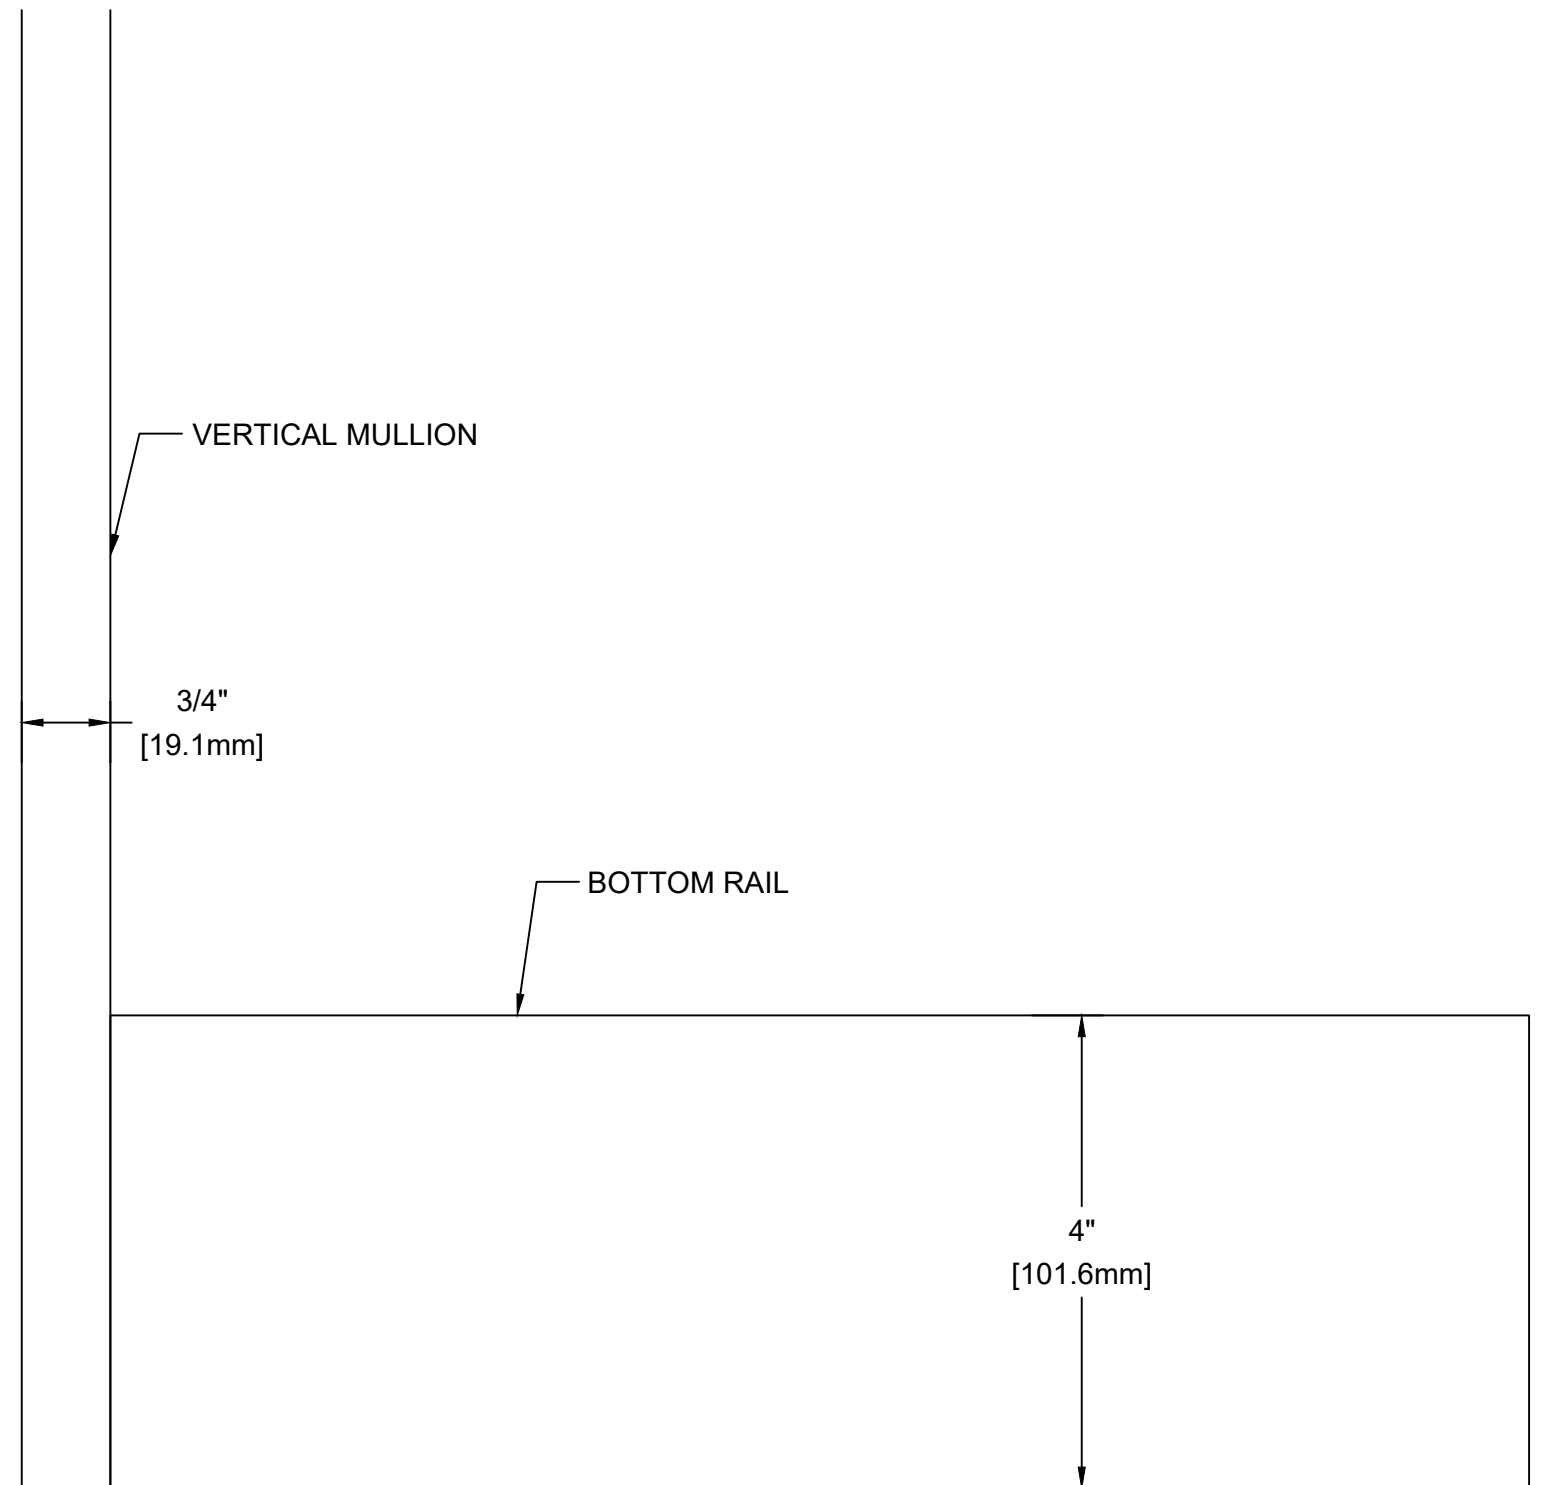 VERTICAL MULLION
3/4"
[19.1mm]
BOTTOM RAIL
4"
[101.6mm]